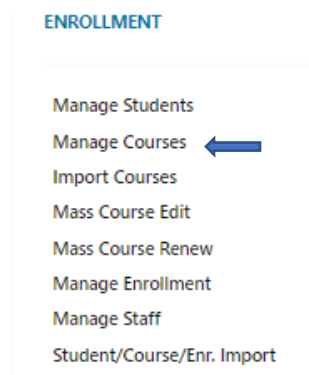 ENROLLMENT
Manage Students
Manage Courses
Import Courses
Mass Course Edit
Mass Course Renew
Manage Enrollment
Manage Staff
Student/Course/Enr. Import